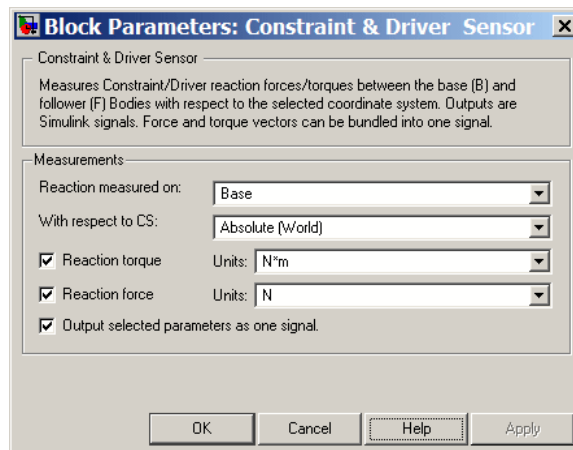 Block Parameters: Constraint & Driver Sensor
Constraint & Driver Sensor
Measures Constraint/Driver reaction forces/torques between the base (B) and
follower (F) Bodies with respect to the selected coordinate system. Outputs are
Simulink signals. Force and torque vectors can be bundled into one signal.
Measurements
Reaction measured on: Base
With respect to CS: Absolute (World)
Reaction torque Units: N*m
Reaction force Units: N
Output selected parameters as one signal.
OK Cancel Help Apply